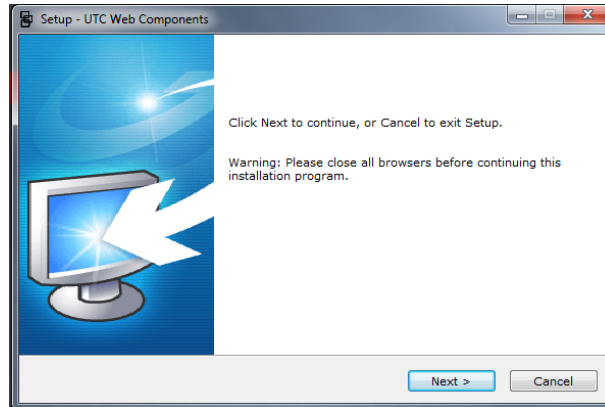 Setup - UTC Web Components
Click Next to continue, or Cancel to exit Setup.
Warning: Please close all browsers before continuing this
installation program.
Next >
Cancel